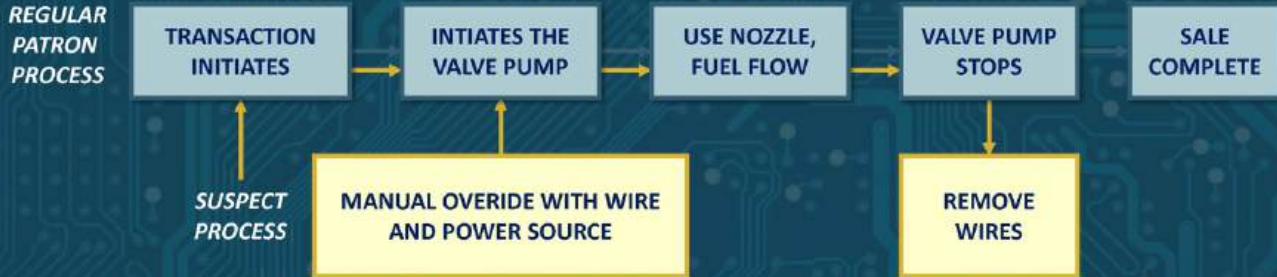 REGULAR
PATRON
PROCESS
TRANSACTION
INITIATES
INTIATES THE
VALVE PUMP
USE NOZZLE,
FUEL FLOW
VALVE PUMP
STOPS
SALE
COMPLETE
SUSPECT
PROCESS
MANUAL OVERIDE WITH WIRE
AND POWER SOURCE
REMOVE
WIRES